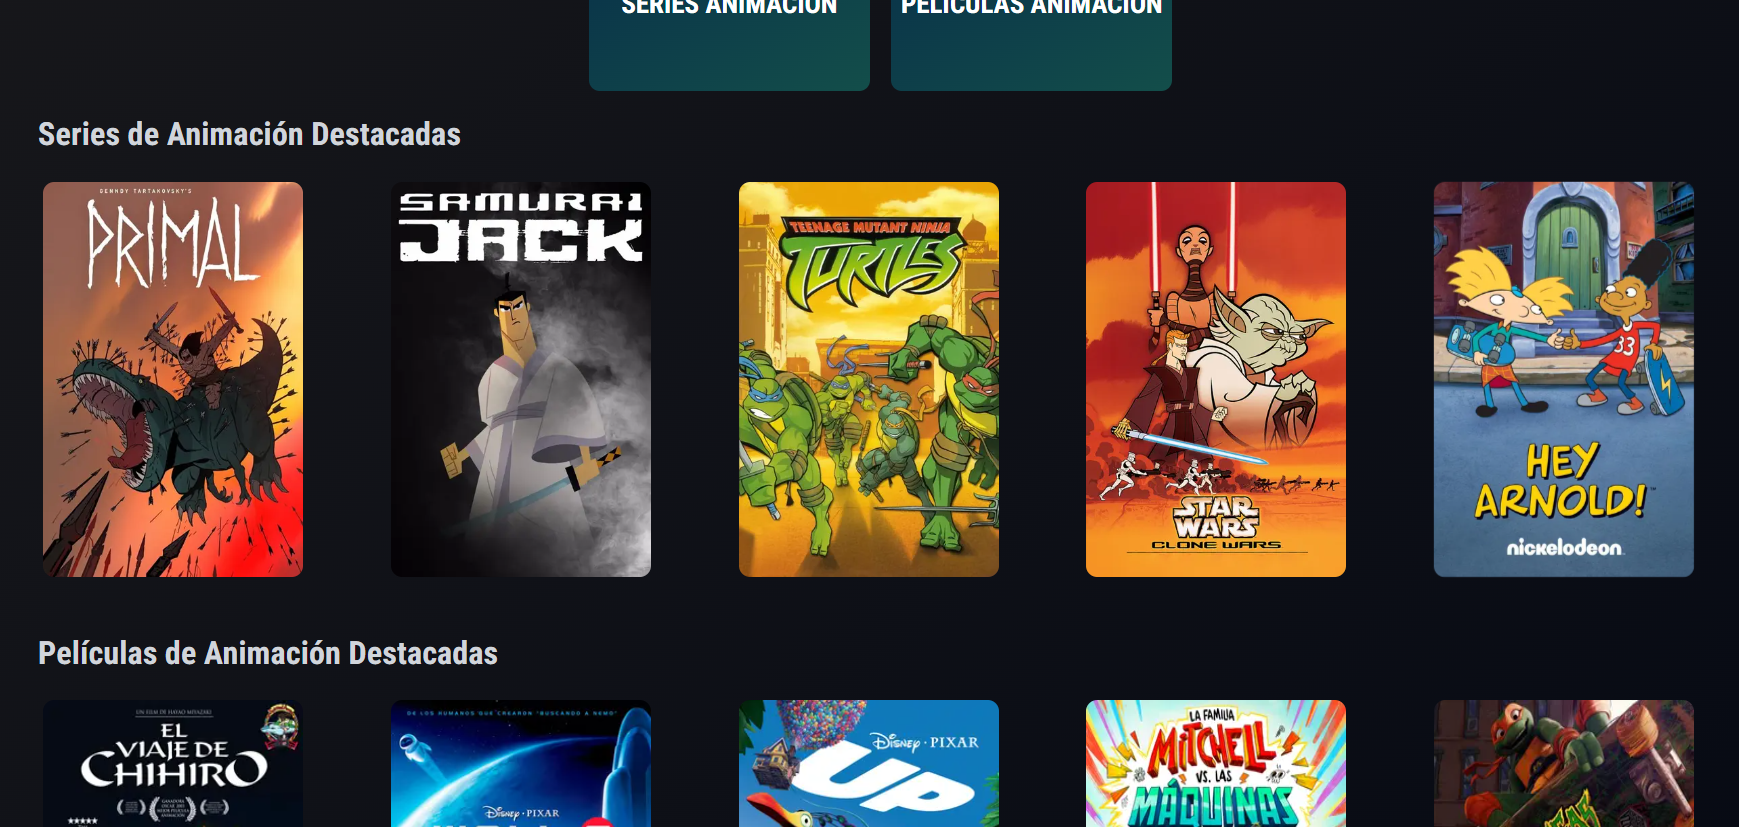 SERIES ANIMACIÓN
PELÍCULAS ANIMACIÓN
Series de Animación Destacadas
GENNDY TARTAKOVSKY'S
PRIMAL
SAMURAI
JACK
TEENAGE MUTANT NINJA
TURTLES
STAR
WARS
CLONE WARS
33
HEY
ARNOLD!
nickelodeon
Películas de Animación Destacadas
UN FILM DE HAYAO MIYAZAKI
EL
VIAJE DE
CHIHIRO
DE LOS HUMANOS QUE CREARON "BUSCANDO A NEMO"
DISNEY · PIXAR
DISNEY · PIXAR
UP
LA FAMILIA
MITCHELL
VS. LAS
MÁQUINAS